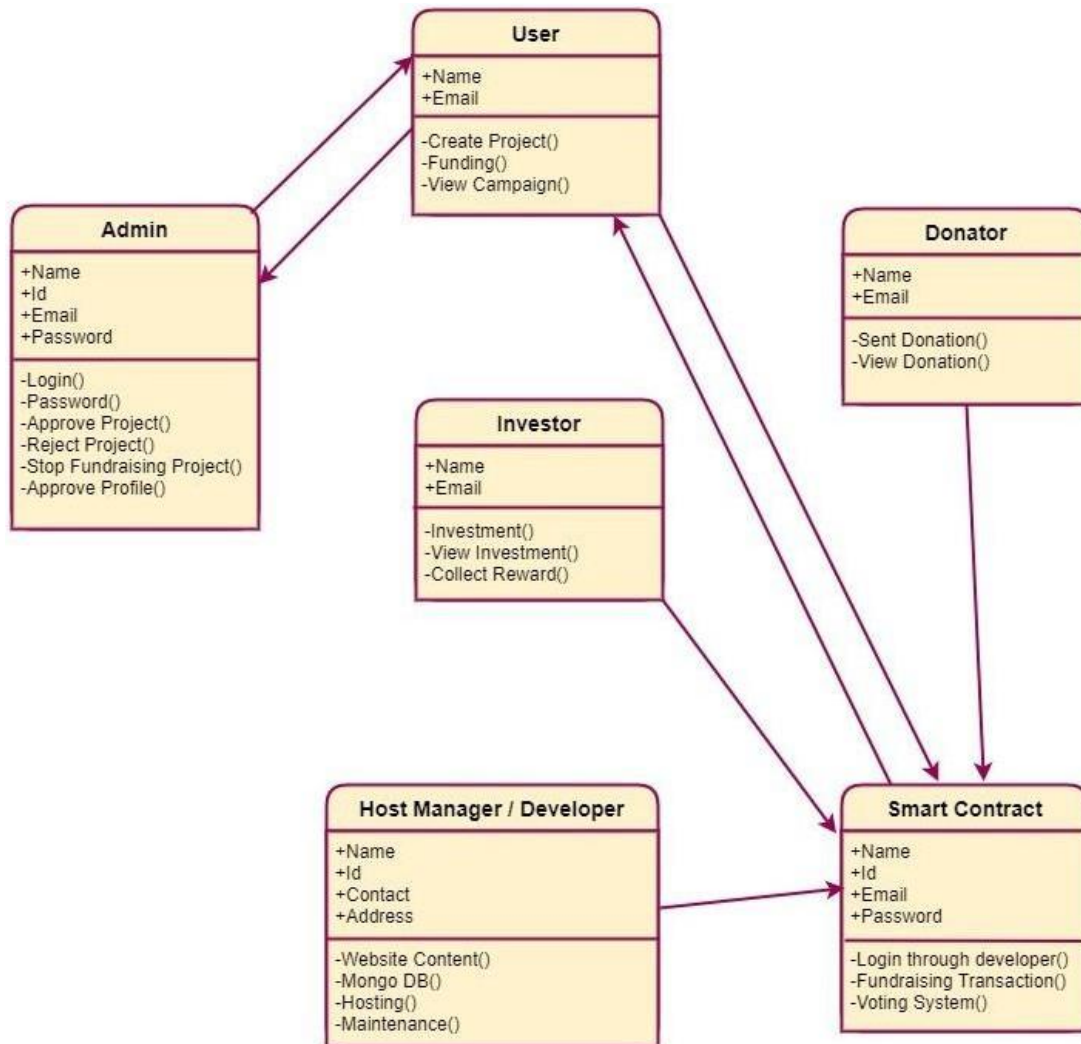 User
+Name
+Email
-Create Project()
-Funding()
-View Campaign()
Admin
+Name
+Id
+Email
+Password
-Login()
-Password()
-Approve Project()
-Reject Project()
-Stop Fundraising Project()
-Approve Profile()
Donator
+Name
+Email
-Sent Donation()
-View Donation()
Investor
+Name
+Email
-Investment()
-View Investment()
-Collect Reward()
Host Manager / Developer
+Name
+Id
+Contact
+Address
-Website Content()
-Mongo DB()
-Hosting()
-Maintenance()
Smart Contract
+Name
+Id
+Email
+Password
-Login through developer()
-Fundraising Transaction()
-Voting System()